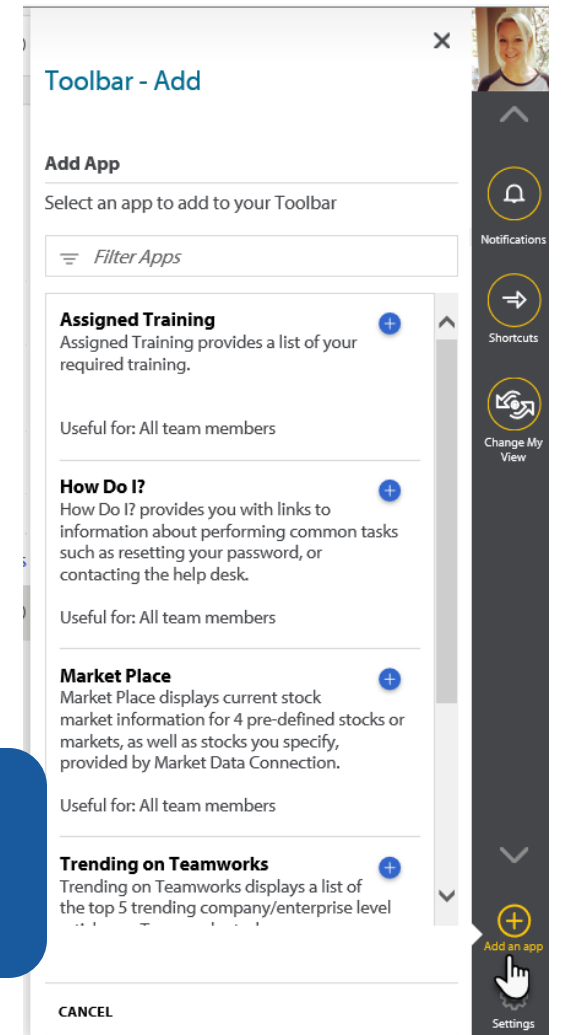 Toolbar - Add
Add App
Select an app to add to your Toolbar
Filter Apps
Assigned Training
Assigned Training provides a list of your
required training.
Useful for: All team members
How Do I?
How Do I? provides you with links to
information about performing common tasks
such as resetting your password, or
contacting the help desk.
Useful for: All team members
Market Place
Market Place displays current stock
market information for 4 pre-defined stocks or
markets, as well as stocks you specify,
provided by Market Data Connection.
Useful for: All team members
Trending on Teamworks
Trending on Teamworks displays a list of
the top 5 trending company/enterprise level
CANCEL
Notifications
Shortcuts
Change My
View
Add an app
Settings